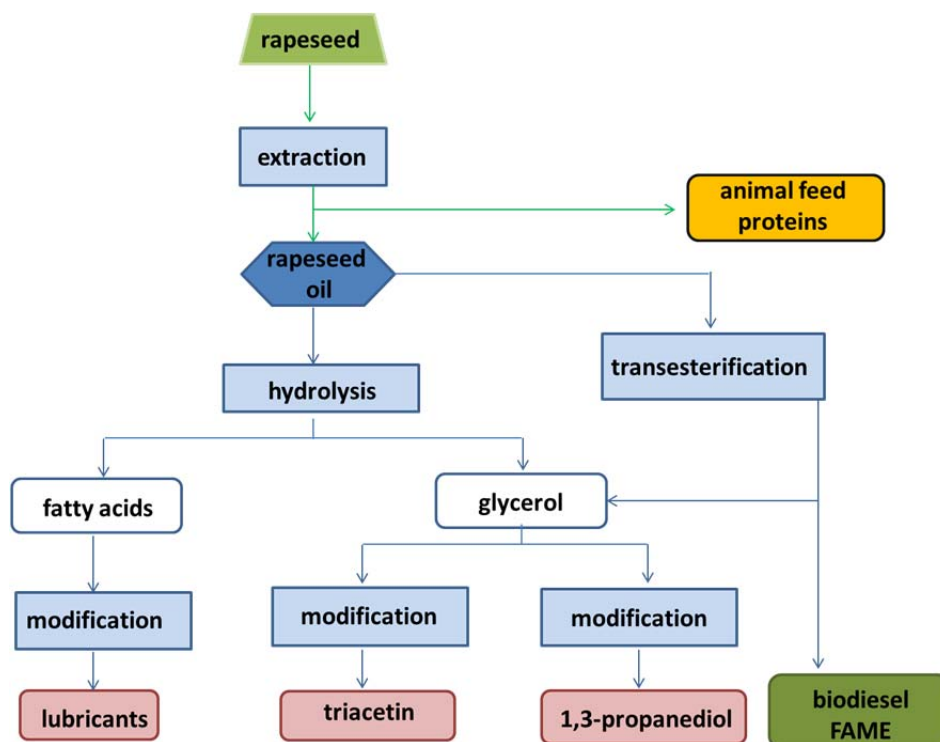 rapeseed
extraction
animal feed
proteins
rapeseed
oil
transesterification
hydrolysis
fatty acids
glycerol
modification
modification
modification
lubricants
triacetin
1,3-propanediol
biodiesel
FAME